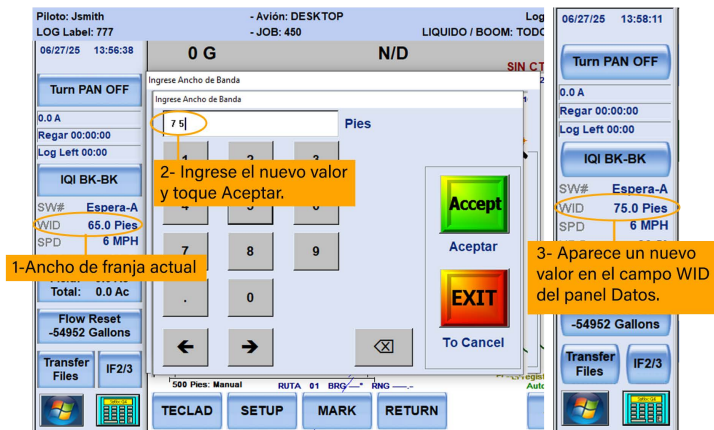 Piloto: Jsmith
- Avión: DESKTOP
Log
LOG Label: 777
- JOB: 450
LIQUIDO / BOOM: TODO
06/27/25 13:56:38
0 G
N/D
SIN CT
Turn PAN OFF
0.0 A
Regar 00:00:00
Log Left 00:00
IQI BK-BK
SW# Espera-A
WID 65.0 Pies
SPD 6 MPH
1-Ancho de franja actual
Total: 0.0 Ac
Flow Reset
-54952 Gallons
Transfer
Files
IF2/3
Ingrese Ancho de Banda
Ingrese Ancho de Banda
7 5
Pies
2- Ingrese el nuevo valor
y toque Aceptar.
7
8
9
.
0
Accept
Aceptar
EXIT
To Cancel
500 Pies: Manual
RUTA 01 BRG —.—° RNG —.—
Auto
TECLAD
SETUP
MARK
RETURN
06/27/25 13:58:11
Turn PAN OFF
0.0 A
Regar 00:00:00
Log Left 00:00
IQI BK-BK
SW# Espera-A
WID 75.0 Pies
SPD 6 MPH
3- Aparece un nuevo
valor en el campo WID
del panel Datos.
-54952 Gallons
Transfer
Files
IF2/3